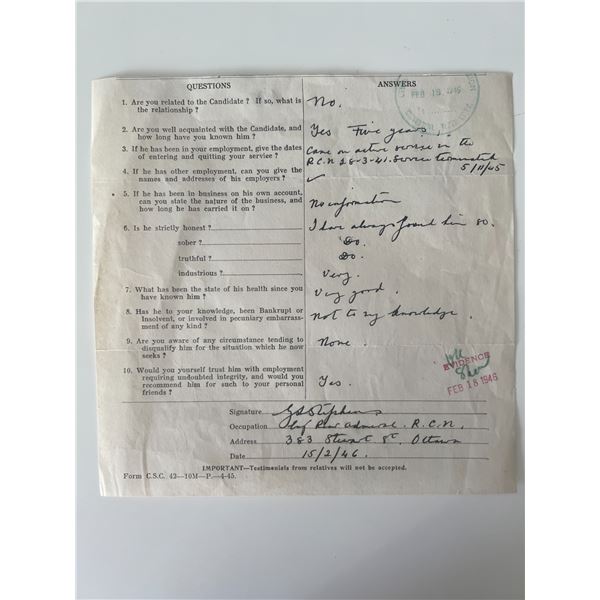 QUESTIONS
ANSWERS
FEB 18 1946
1. Are you related to the Candidate ? If so, what is
the relationship ?
No.
2. Are you well acquainted with the Candidate, and
how long have you known him ?
Yes Five years.
3. If he has been in your employment, give the dates
of entering and quitting your service ?
Came on active service in the
R.C.N 28-3-41. Service terminated
5/11/45
4. If he has other employment, can you give the
names and addresses of his employers ?
✓
5. If he has been in business on his own account,
can you state the nature of the business, and
how long he has carried it on ?
No information
6. Is he strictly honest ?
I have always found him so.
sober ?
Do.
truthful ?
Do.
industrious ?
Very.
7. What has been the state of his health since you
have known him ?
Very good.
8. Has he to your knowledge, been Bankrupt or
Insolvent, or involved in pecuniary embarrass-
ment of any kind ?
Not to my knowledge.
9. Are you aware of any circumstance tending to
disqualify him for the situation which he now
seeks ?
None.
10. Would you yourself trust him with employment
requiring undoubted integrity, and would you
recommend him for such to your personal
friends ?
Yes.
EVIDENCE
FEB 18 1946
Signature G L Stephens
Occupation Rear Admiral. R.C.N.
Address 383 Stewart St. Ottawa
Date 15/2/46.
IMPORTANT—Testimonials from relatives will not be accepted.
Form C.S.C. 42—10M—P.—4-45.